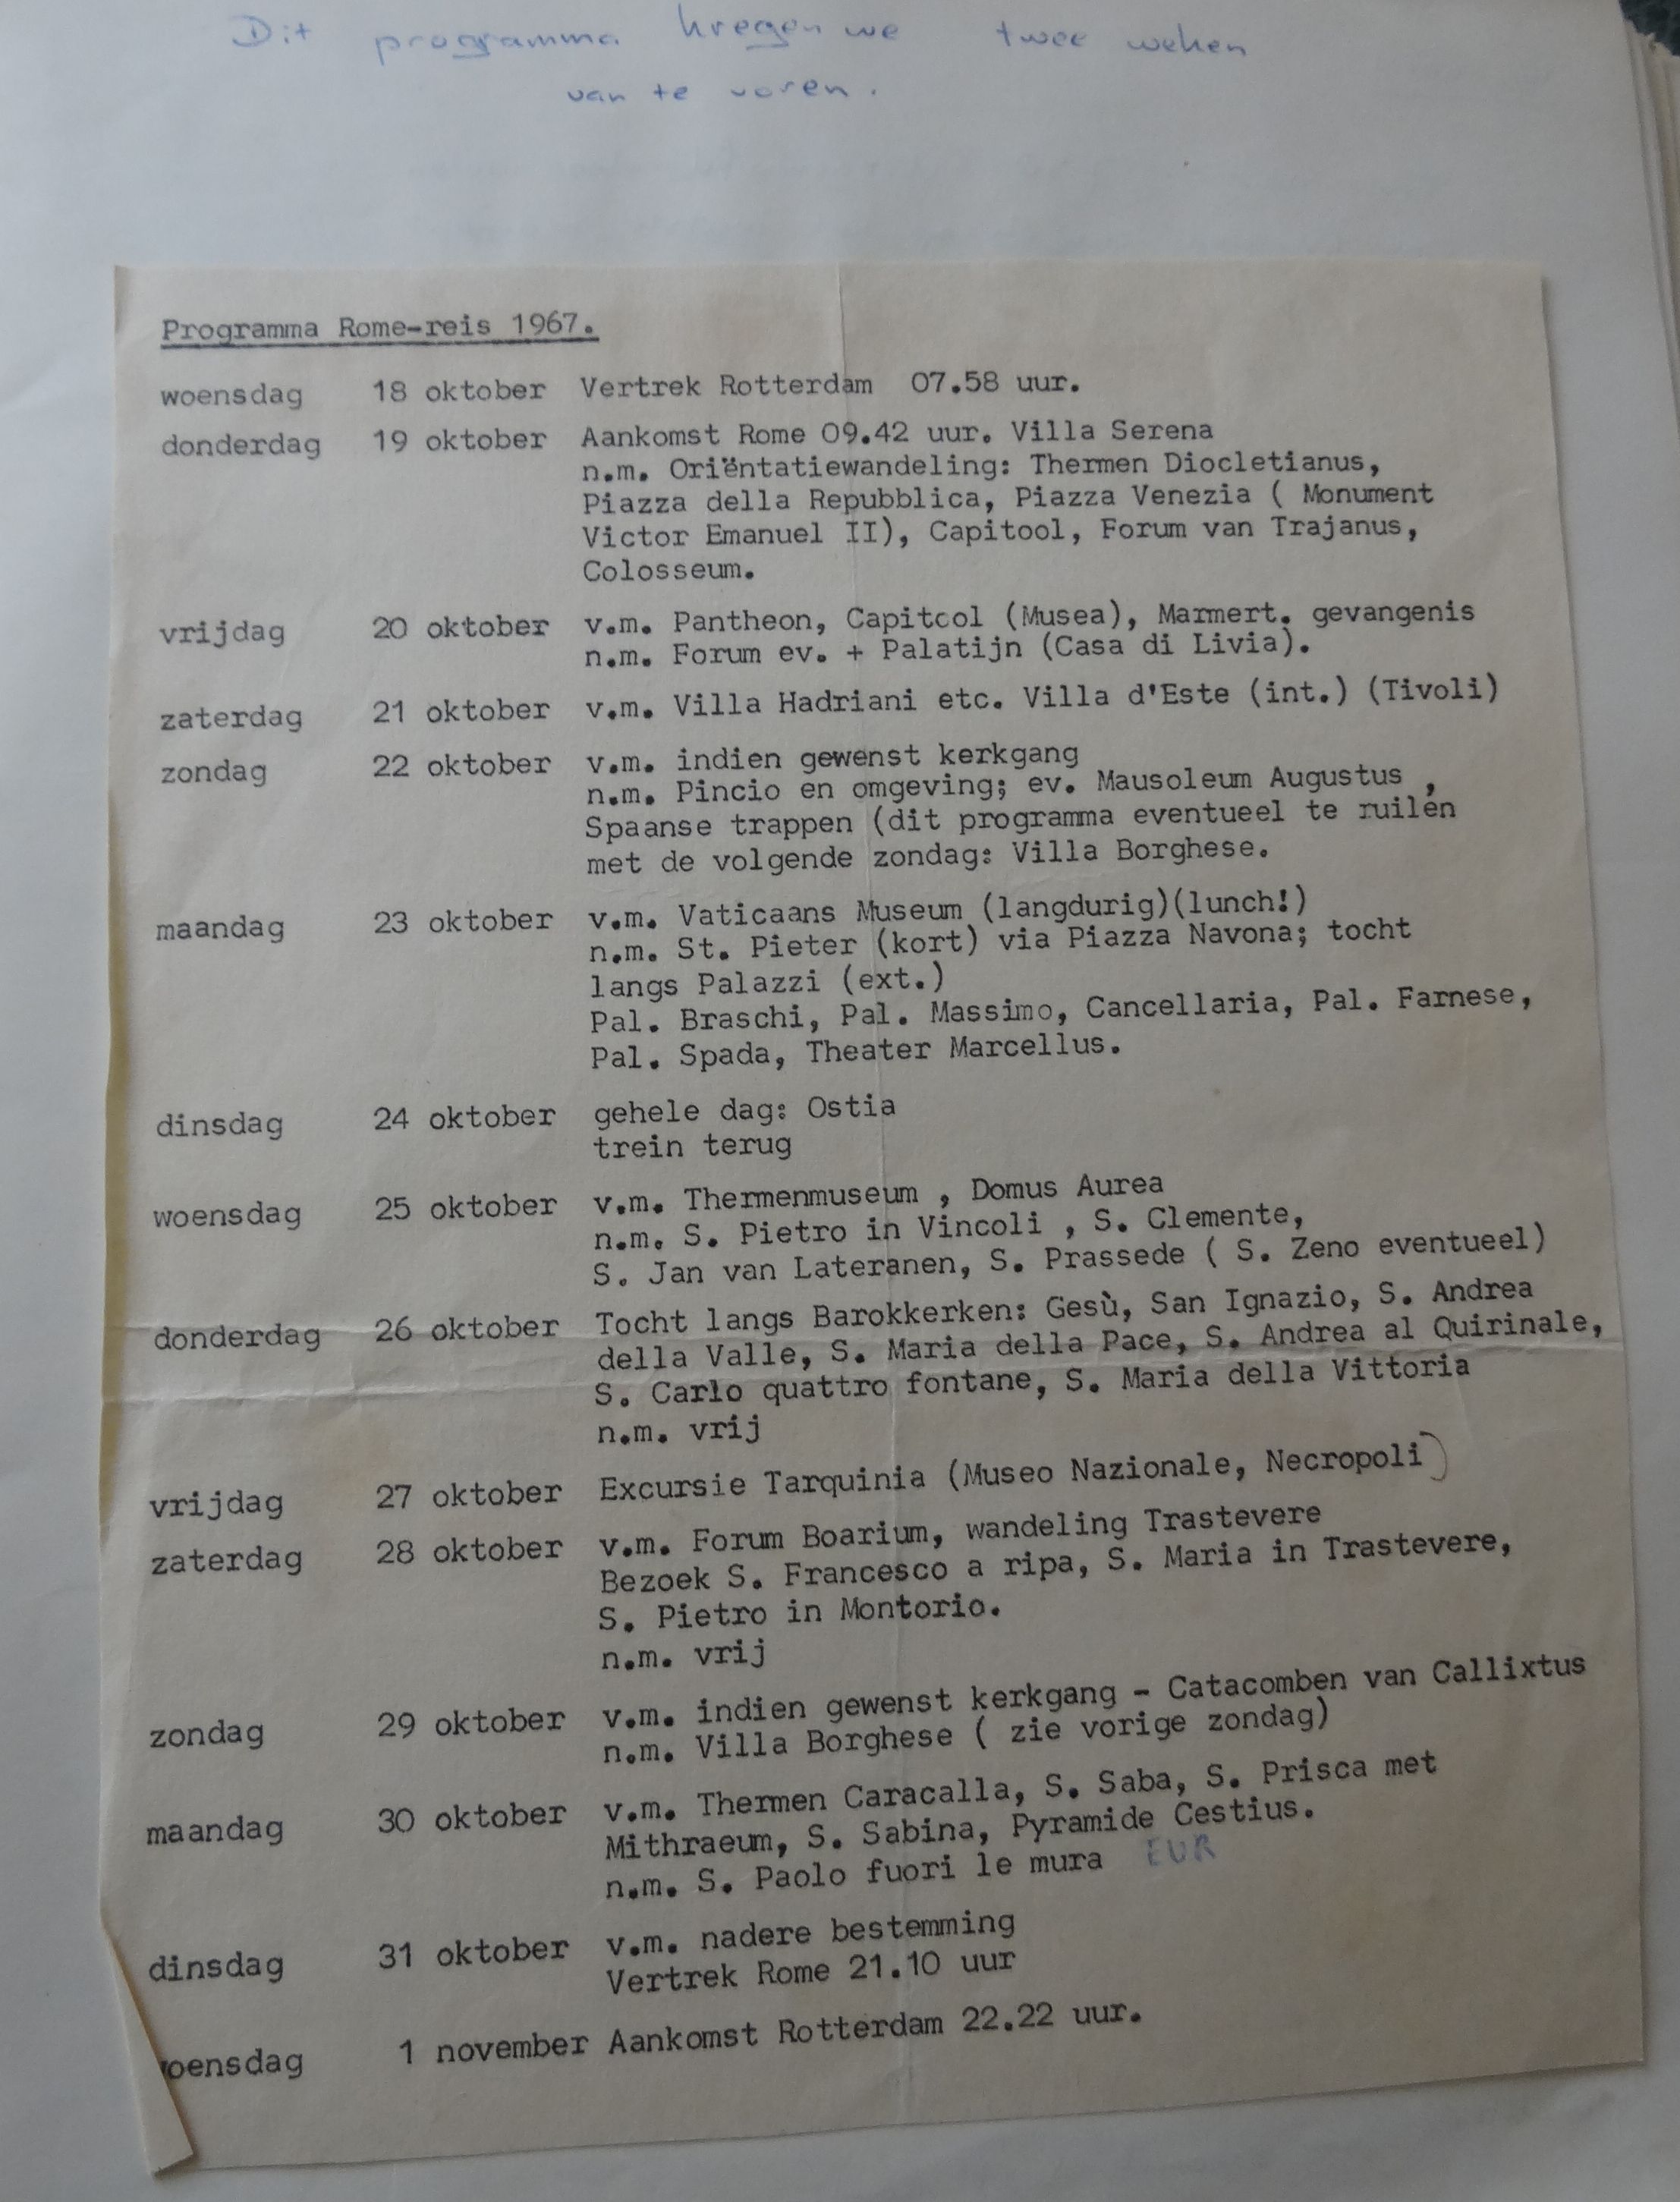 Dit programma kregen we twee weken
van te voren.
Programma Rome-reis 1967.
woensdag 18 oktober Vertrek Rotterdam 07.58 uur.
donderdag 19 oktober Aankomst Rome 09.42 uur. Villa Serena
n.m. Oriëntatiewandeling: Thermen Diocletianus,
Piazza della Repubblica, Piazza Venezia ( Monument
Victor Emanuel II), Capitool, Forum van Trajanus,
Colosseum.
vrijdag 20 oktober v.m. Pantheon, Capitool (Musea), Marmert. gevangenis
n.m. Forum ev. + Palatijn (Casa di Livia).
zaterdag 21 oktober v.m. Villa Hadriani etc. Villa d'Este (int.) (Tivoli)
zondag 22 oktober v.m. indien gewenst kerkgang
n.m. Pincio en omgeving; ev. Mausoleum Augustus ,
Spaanse trappen (dit programma eventueel te ruilen
met de volgende zondag: Villa Borghese.
maandag 23 oktober v.m. Vaticaans Museum (langdurig)(lunch!)
n.m. St. Pieter (kort) via Piazza Navona; tocht
langs Palazzi (ext.)
Pal. Braschi, Pal. Massimo, Cancellaria, Pal. Farnese,
Pal. Spada, Theater Marcellus.
dinsdag 24 oktober gehele dag: Ostia
trein terug
woensdag 25 oktober v.m. Thermenmuseum , Domus Aurea
n.m. S. Pietro in Vincoli , S. Clemente,
S. Jan van Lateranen, S. Prassede ( S. Zeno eventueel)
donderdag 26 oktober Tocht langs Barokkerken: Gesù, San Ignazio, S. Andrea
della Valle, S. Maria della Pace, S. Andrea al Quirinale,
S. Carlo quattro fontane, S. Maria della Vittoria
n.m. vrij
vrijdag 27 oktober Excursie Tarquinia (Museo Nazionale, Necropoli)
zaterdag 28 oktober v.m. Forum Boarium, wandeling Trastevere
Bezoek S. Francesco a ripa, S. Maria in Trastevere,
S. Pietro in Montorio.
n.m. vrij
zondag 29 oktober v.m. indien gewenst kerkgang - Catacomben van Callixtus
n.m. Villa Borghese ( zie vorige zondag)
maandag 30 oktober v.m. Thermen Caracalla, S. Saba, S. Prisca met
Mithraeum, S. Sabina, Pyramide Cestius.
n.m. S. Paolo fuori le mura EUR
dinsdag 31 oktober v.m. nadere bestemming
Vertrek Rome 21.10 uur
woensdag 1 november Aankomst Rotterdam 22.22 uur.